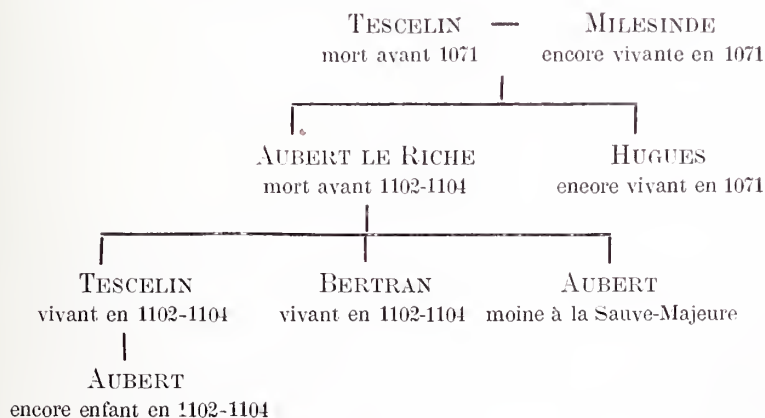 TESCELIN — MILESINDE
mort avant 1071 encore vivante en 1071
AUBERT LE RICHE HUGUES
mort avant 1102-1104 encore vivant en 1071
TESCELIN BERTRAN AUBERT
vivant en 1102-1104 vivant en 1102-1104 moine à la Sauve-Majeure
AUBERT
encore enfant en 1102-1104